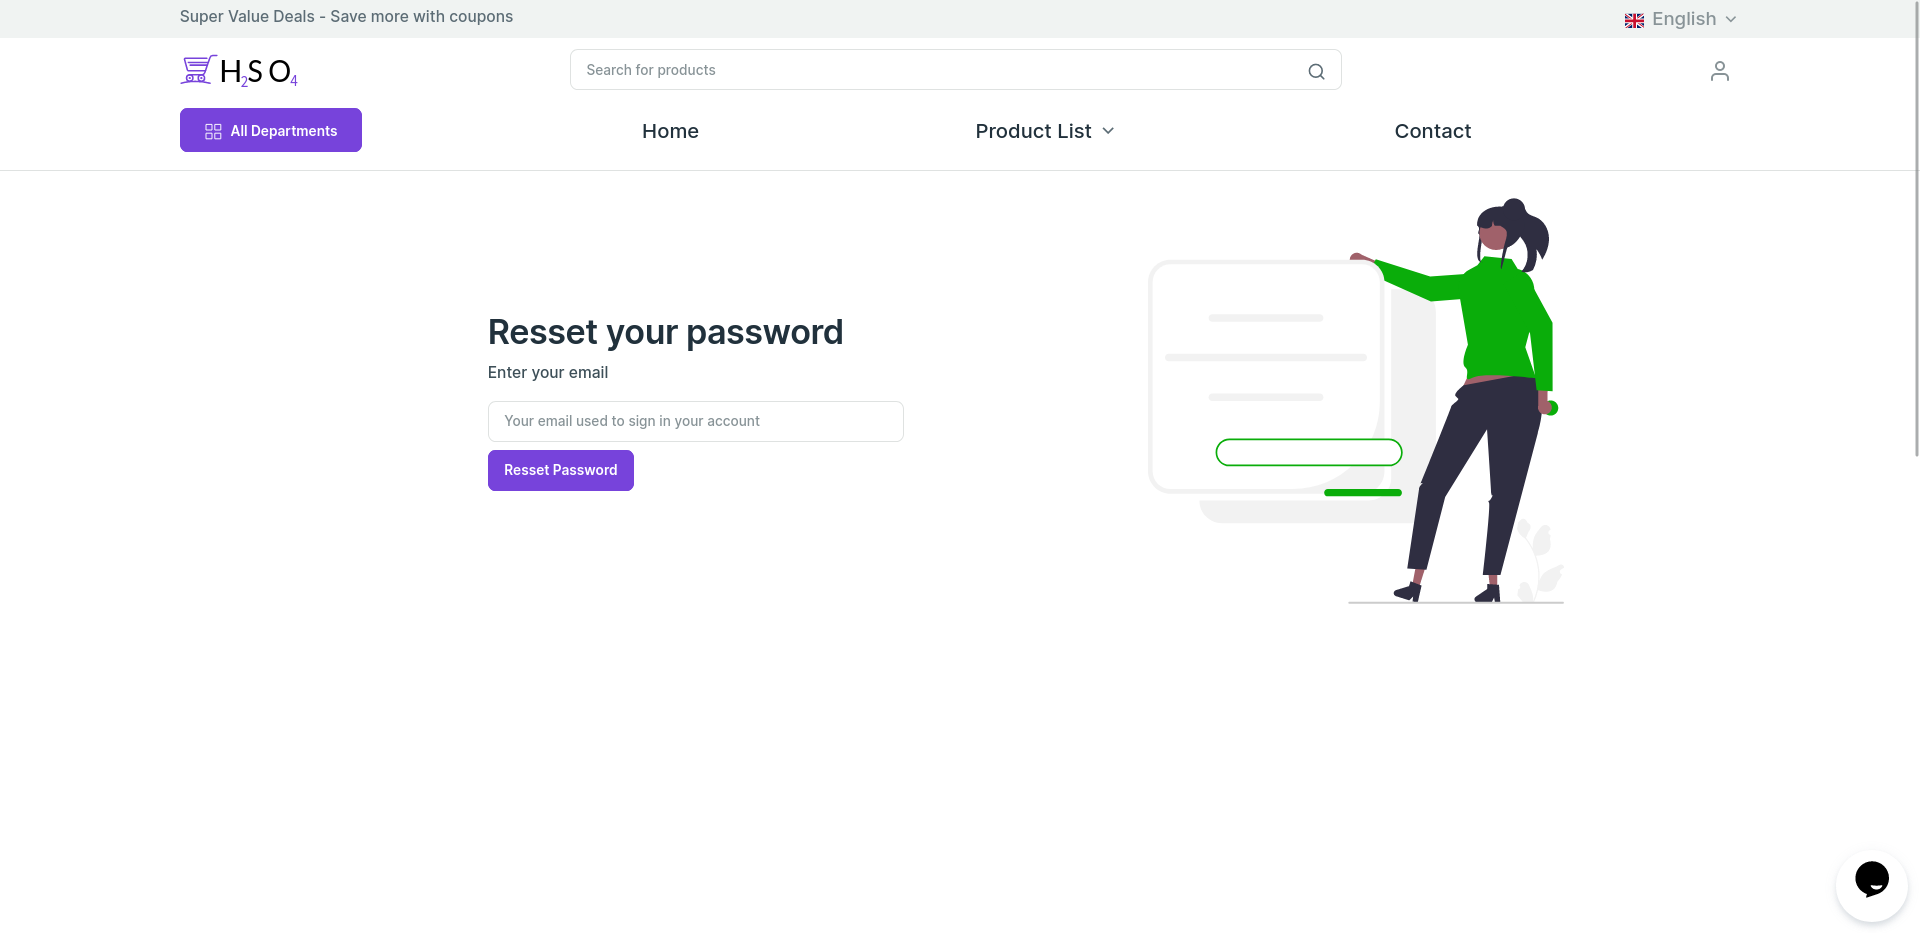 Super Value Deals - Save more with coupons
English
H2SO4
Search for products
All Departments
Home
Product List
Contact
Resset your password
Enter your email
Your email used to sign in your account
Resset Password